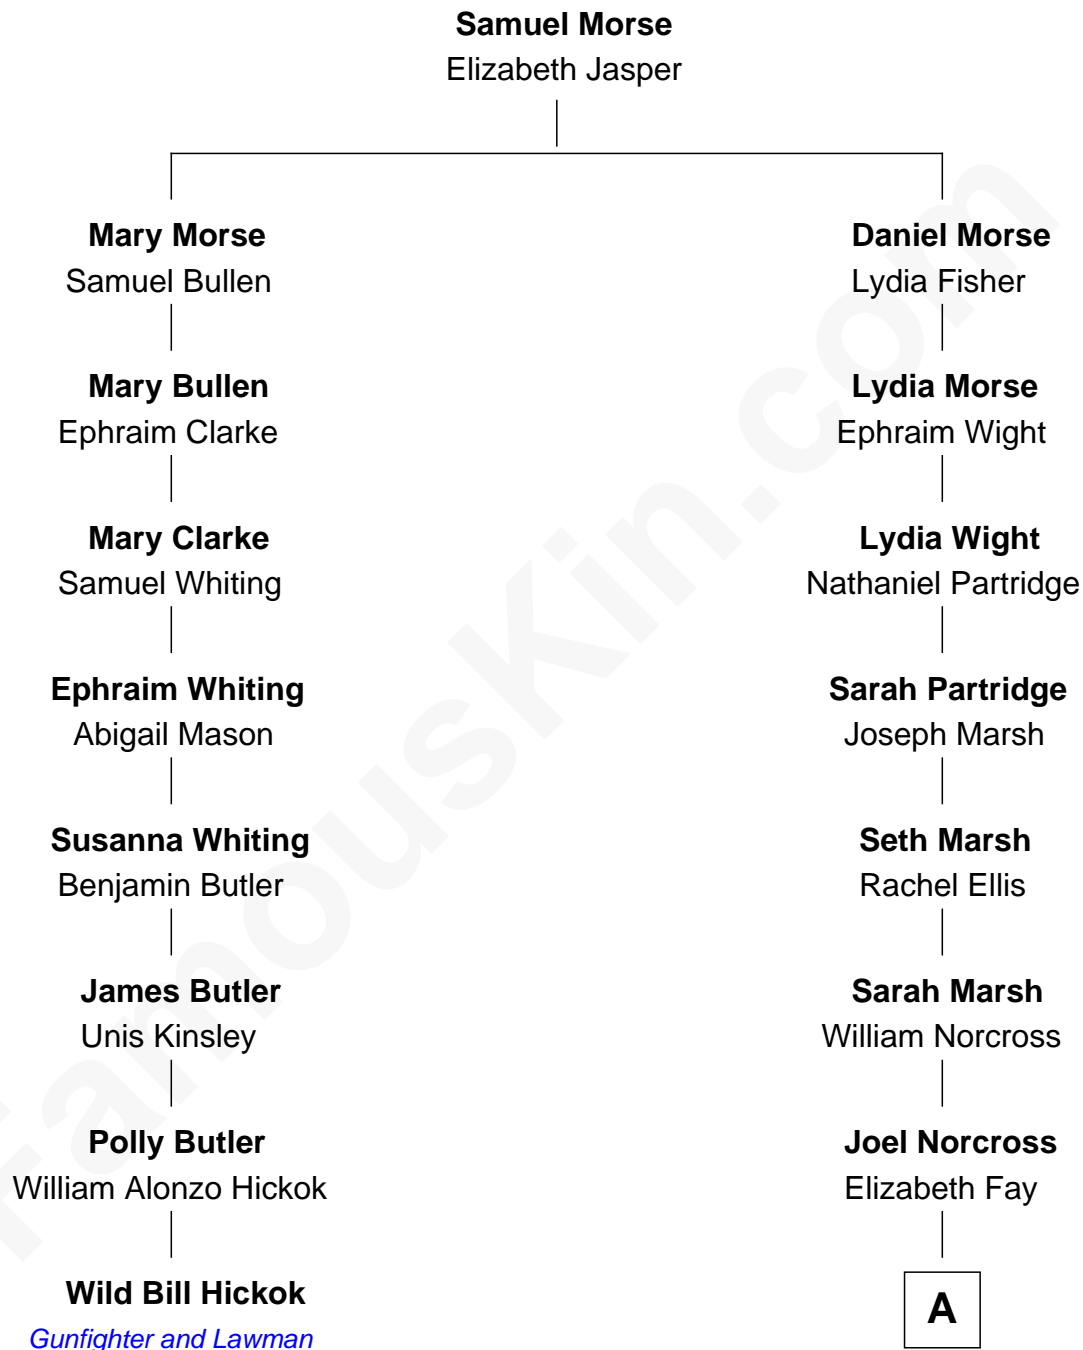 Samuel Morse
Elizabeth Jasper
Mary Morse
Samuel Bullen
Daniel Morse
Lydia Fisher
Mary Bullen
Ephraim Clarke
Lydia Morse
Ephraim Wight
Mary Clarke
Samuel Whiting
Lydia Wight
Nathaniel Partridge
Ephraim Whiting
Abigail Mason
Sarah Partridge
Joseph Marsh
Susanna Whiting
Benjamin Butler
Seth Marsh
Rachel Ellis
James Butler
Unis Kinsley
Sarah Marsh
William Norcross
Polly Butler
William Alonzo Hickok
Joel Norcross
Elizabeth Fay
Wild Bill Hickok
Gunfighter and Lawman
A
FamousKin.com